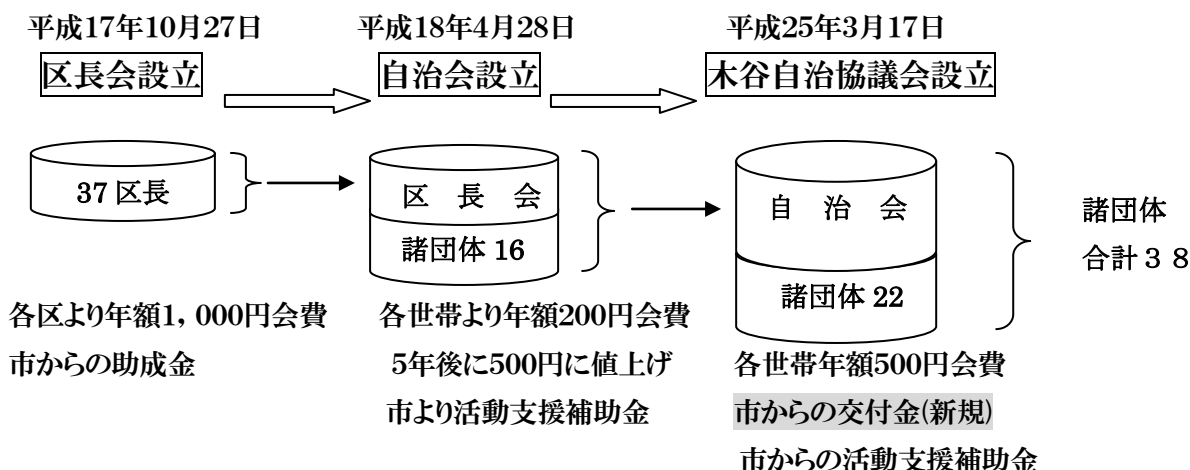 平成17年10月27日
区長会設立
37区長
各区より年額1，000円会費
市からの助成金
平成18年4月28日
自治会設立
区　長　会
諸団体 16
各世帯より年額200円会費
5年後に500円に値上げ
市より活動支援補助金
平成25年3月17日
木谷自治協議会設立
自　治　会
諸団体 22
諸団体
合計３８
各世帯年額500円会費
市からの交付金(新規)
市からの活動支援補助金